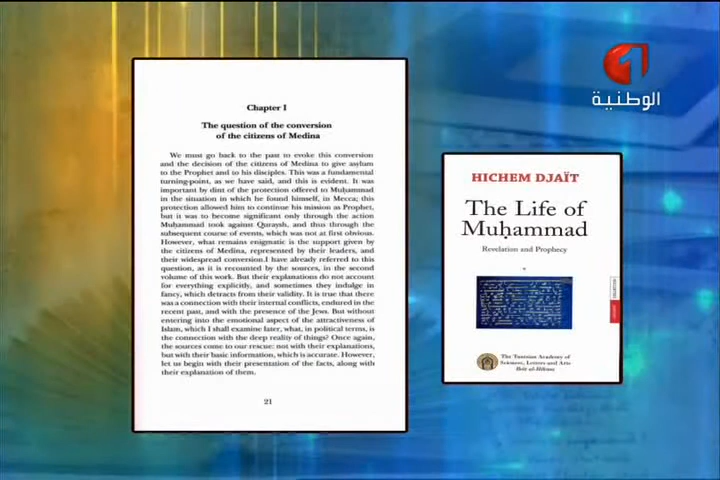 Chapter I
The question of the conversion
of the citizens of Medina
We must go back to the past to evoke this conversion
and the decision of the citizens of Medina to give asylum
to the Prophet and to his disciples. This was a fundamental
turning-point, as we have said, and this is evident. It was
important by dint of the protection offered to Muḥammad
in the situation in which he found himself, in Mecca; this
protection allowed him to continue his mission as Prophet,
but it was to become significant only through the action
Muḥammad took against Quraysh, and thus through the
subsequent course of events, which was not at first obvious.
However, what remains enigmatic is the support given by
the citizens of Medina, represented by their leaders, and
their widespread conversion.I have already referred to this
question, as it is recounted by the sources, in the second
volume of this work. But their explanations do not account
for everything explicitly, and sometimes they indulge in
fancy, which detracts from their validity. It is true that there
was a connection with their internal conflicts, endured in the
recent past, and with the presence of the Jews. But without
entering into the emotional aspect of the attractiveness of
Islam, which I shall examine later, what, in political terms, is
the connection with the deep reality of things? Once again,
the sources come to our rescue: not with their explanations,
but with their basic information, which is accurate. However,
let us begin with their presentation of the facts, along with
their explanation of them.
21
1
الوطنية
HICHEM DJAÏT
The Life of
Muḥammad
Revelation and Prophecy
The Tunisian Academy of
Sciences, Letters and Arts
Beït al-Hikma